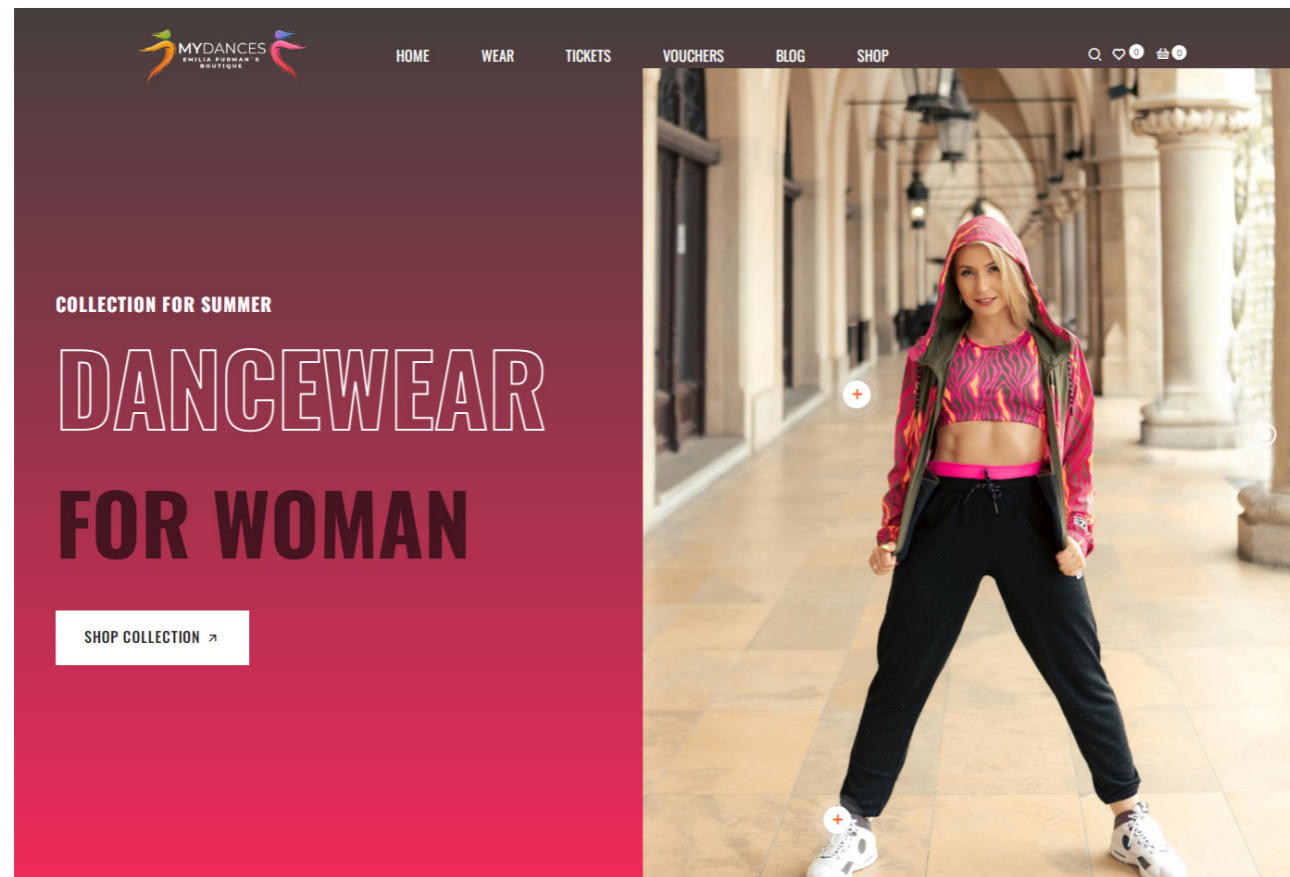 MYDANCES
EMILIA FURMAN'S
BOUTIQUE
HOME WEAR TICKETS VOUCHERS BLOG SHOP
0 0
COLLECTION FOR SUMMER
DANCEWEAR
FOR WOMAN
SHOP COLLECTION